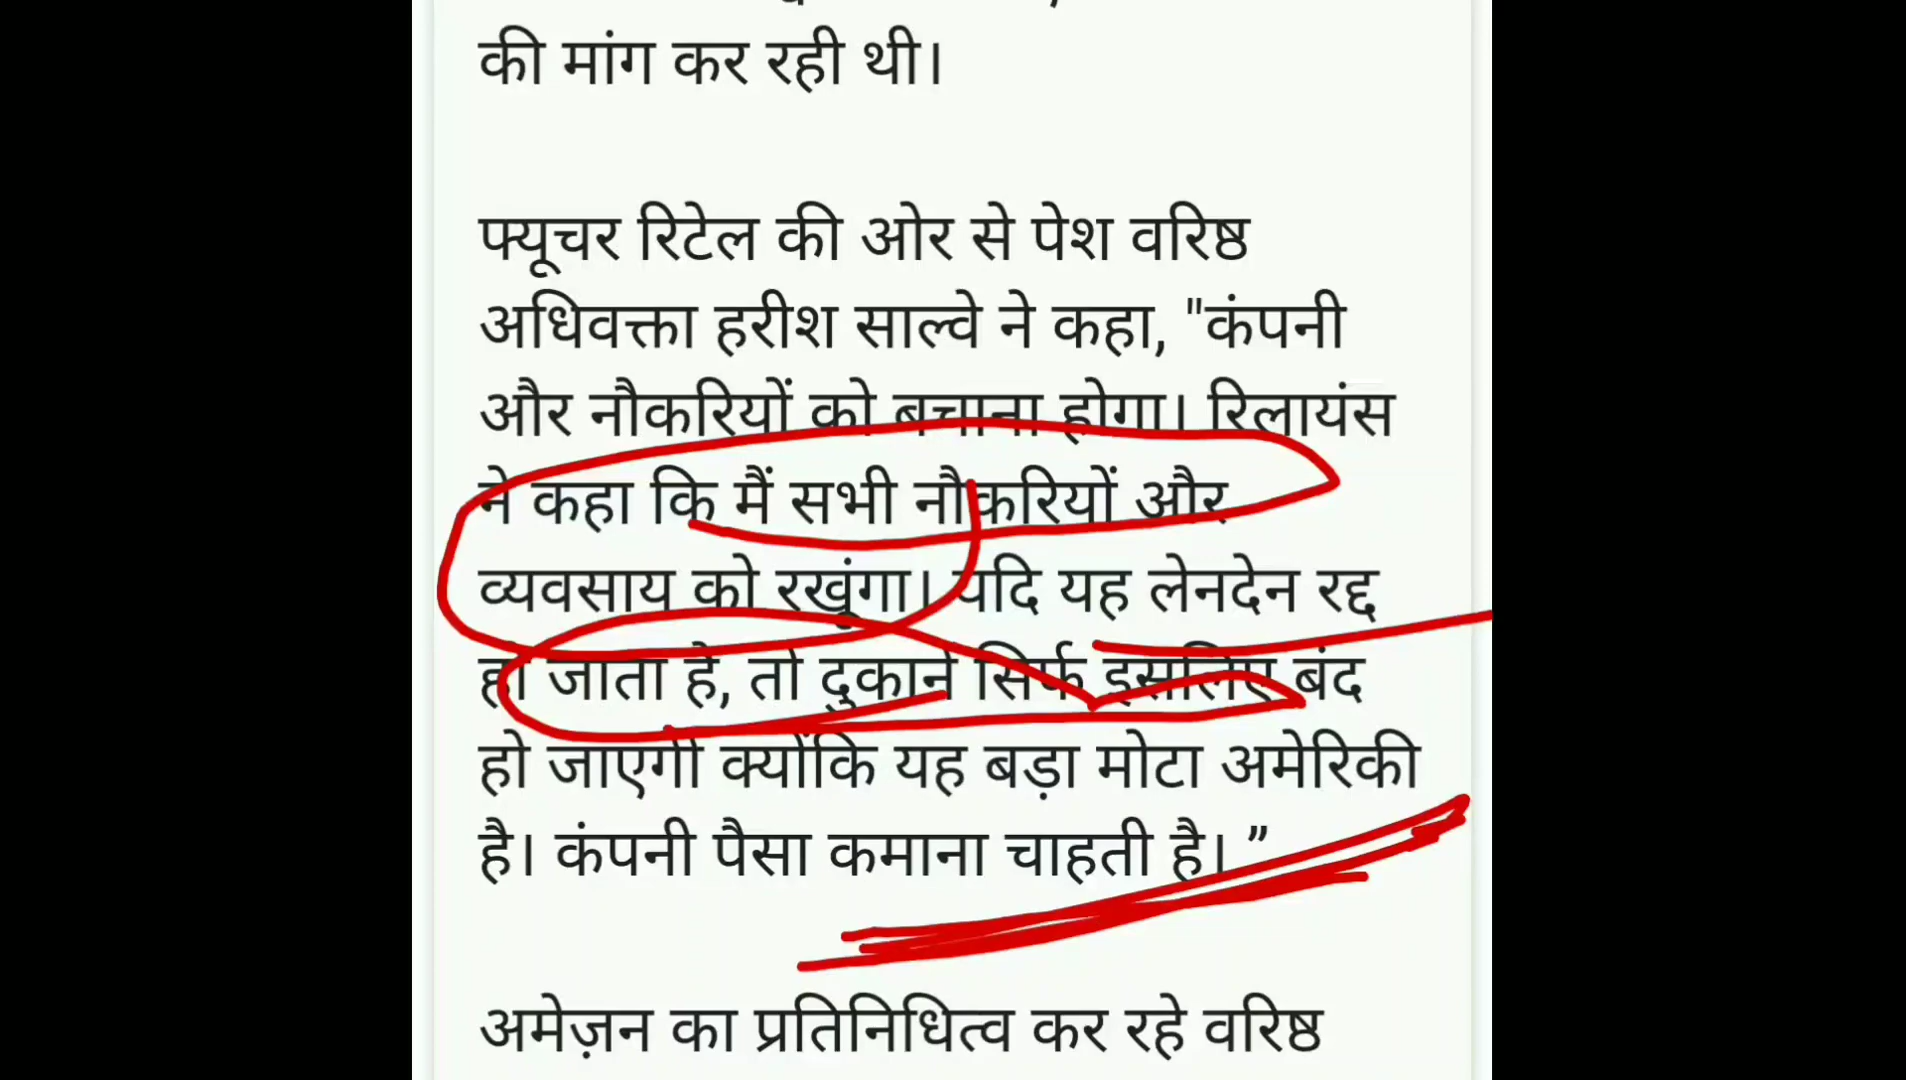 की मांग कर रही थी।
फ्यूचर रिटेल की ओर से पेश वरिष्ठ
अधिवक्ता हरीश साल्वे ने कहा, "कंपनी
और नौकरियों को बचाना होगा। रिलायंस
ने कहा कि मैं सभी नौकरियों और
व्यवसाय को रखूंगा। यदि यह लेनदेन रद्द
हो जाता है, तो दुकानें सिर्फ इसलिए बंद
हो जाएंगी क्योंकि यह बड़ा मोटा अमेरिकी
है। कंपनी पैसा कमाना चाहती है। ”
अमेज़न का प्रतिनिधित्व कर रहे वरिष्ठ